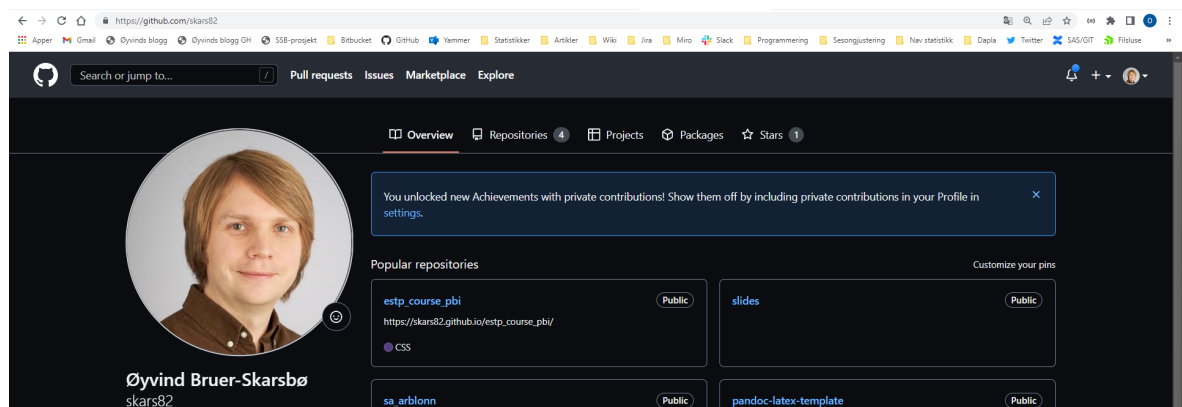 https://github.com/skars82
Apper Gmail Øyvinds blogg Øyvinds blogg GH SSB-prosjekt Bitbucket GitHub Yammer Statistikker Artikler Wiki Jira Miro Slack Programmering Sesongjustering Nav statistikk Dapla Twitter SAS/GIT Filsluse »
Search or jump to... / Pull requests Issues Marketplace Explore
Overview Repositories 4 Projects Packages Stars 1
You unlocked new Achievements with private contributions! Show them off by including private contributions in your Profile in
settings.
Popular repositories Customize your pins
estp_course_pbi Public slides Public
https://skars82.github.io/estp_course_pbi/
CSS
Øyvind Bruer-Skarsbø
skars82
sa_arblonn Public pandoc-latex-template Public